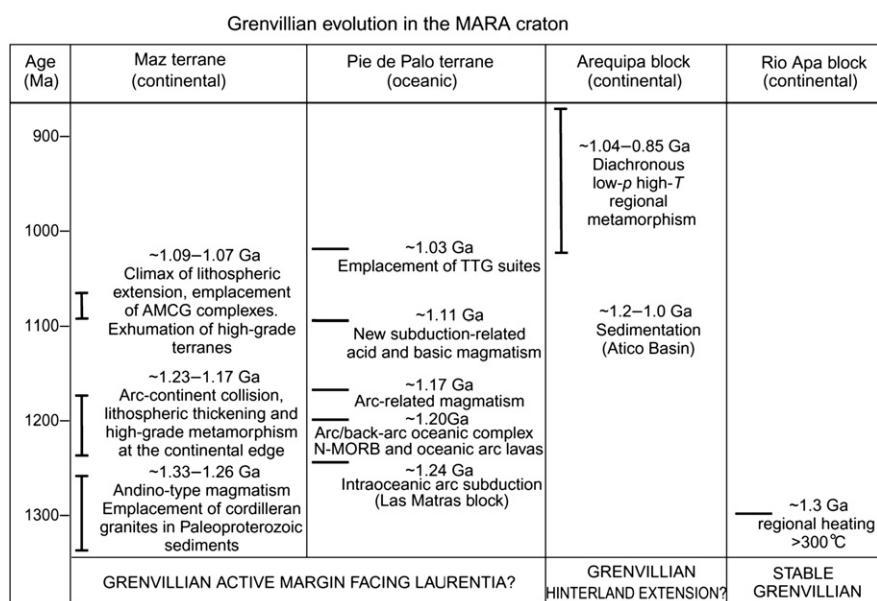 Grenvillian evolution in the MARA craton
Age
(Ma)
Maz terrane
(continental)
Pie de Palo terrane
(oceanic)
Arequipa block
(continental)
Rio Apa block
(continental)
900
1000
1100
1200
1300
~1.09–1.07 Ga
Climax of lithospheric
extension, emplacement
of AMCG complexes.
Exhumation of high-grade
terranes
~1.23–1.17 Ga
Arc-continent collision,
lithospheric thickening and
high-grade metamorphism
at the continental edge
~1.33–1.26 Ga
Andino-type magmatism
Emplacement of cordilleran
granites in Paleoproterozoic
sediments
~1.03 Ga
Emplacement of TTG suites
~1.11 Ga
New subduction-related
acid and basic magmatism
~1.17 Ga
Arc-related magmatism
~1.20Ga
Arc/back-arc oceanic complex
N-MORB and oceanic arc lavas
~1.24 Ga
Intraoceanic arc subduction
(Las Matras block)
~1.04–0.85 Ga
Diachronous
low-p high-T
regional
metamorphism
~1.2–1.0 Ga
Sedimentation
(Atico Basin)
~1.3 Ga
regional heating
>300°C
GRENVILLIAN ACTIVE MARGIN FACING LAURENTIA?
GRENVILLIAN
HINTERLAND EXTENSION?
STABLE
GRENVILLIAN